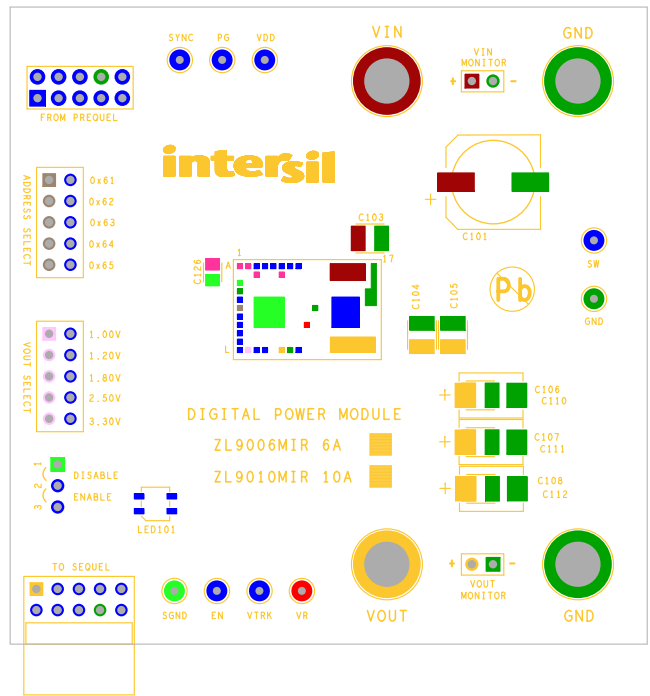 SYNC PG VDD
VIN
GND
VIN
MONITOR
+ -
FROM PREQUEL
intersil
ADDRESS SELECT
0x61
0x62
0x63
0x64
0x65
+
C101
C103
1
17
A
L
C126
SW
GND
Pb
C104
C105
VOUT SELECT
1.00V
1.20V
1.80V
2.50V
3.30V
DIGITAL POWER MODULE
ZL9006MIR 6A
ZL9010MIR 10A
+
C106
C110
+
C107
C111
+
C108
C112
1
2
3
DISABLE
ENABLE
LED101
TO SEQUEL
SGND EN VTRK VR
VOUT
+ -
VOUT
MONITOR
GND